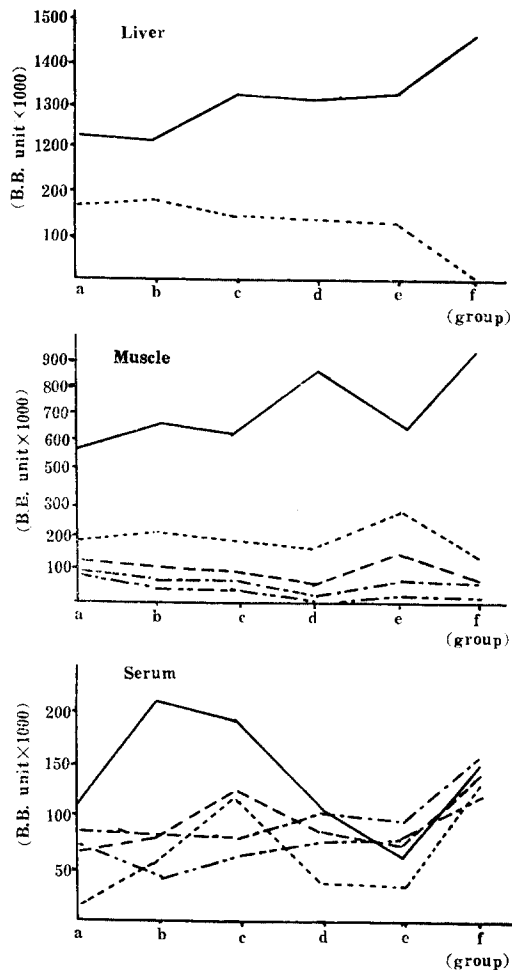 Liver
(B.B. unit <1000)
1500
1400
1300
1200
200
100
a b c d e f
(group)
Muscle
(B.E. unit×1000)
900
800
700
600
500
300
200
100
a b c d e f
(group)
Serum
(B.B. unit×1000)
200
150
100
50
a b c d e f
(group)